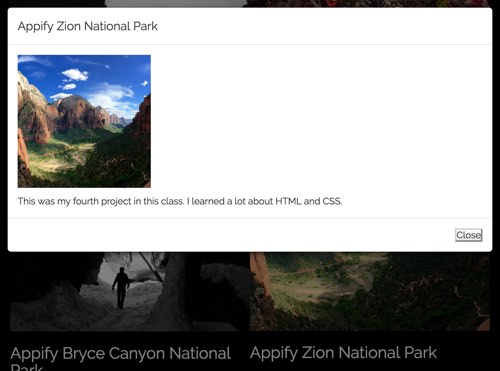 Appify Zion National Park
This was my fourth project in this class. I learned a lot about HTML and CSS.
Close
Appify Bryce Canyon National
Park
Appify Zion National Park